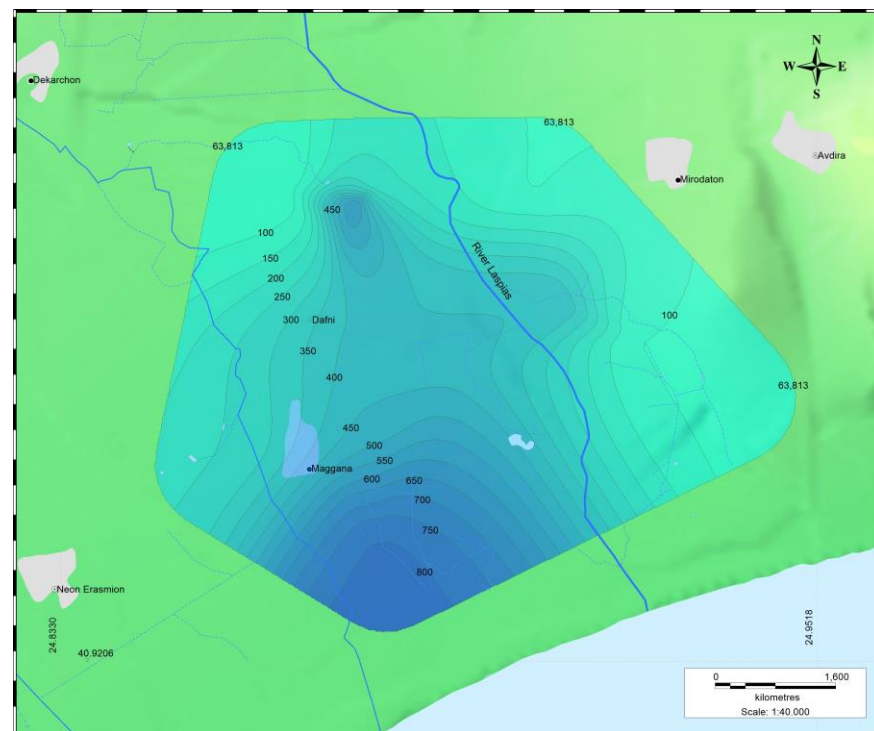 N
W E
S
Dekarchon
63,813
63,813
Avdira
Mirodaton
450
100
150
River Laspias
200
250
300 Dafni
100
350
400
63,813
450
500
550
Maggana
600
650
700
750
800
Neon Erasmion
24.8330
24.9518
40.9206
0 1,600
kilometres
Scale: 1:40.000